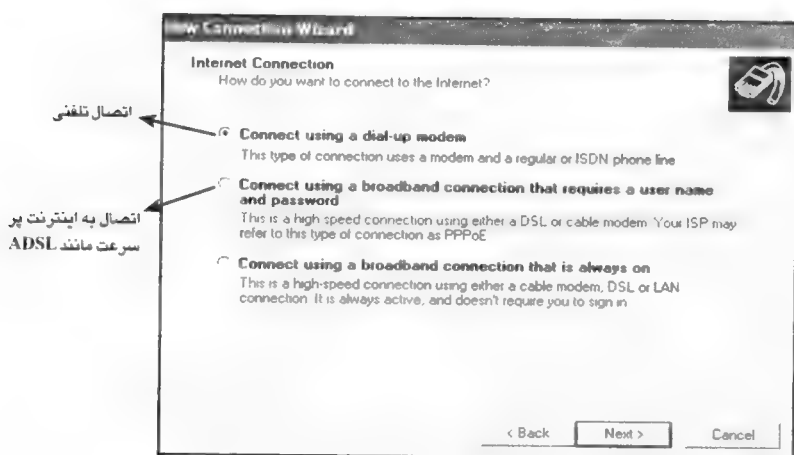 New Connection Wizard
Internet Connection
How do you want to connect to the Internet?
اتصال تلفنی
Connect using a dial-up modem
This type of connection uses a modem and a regular or ISDN phone line
Connect using a broadband connection that requires a user name
and password
This is a high speed connection using either a DSL or cable modem Your ISP may
refer to this type of connection as PPPoE
اتصال به اینترنت پر
سرعت مانند ADSL
Connect using a broadband connection that is always on
This is a high-speed connection using either a cable modem, DSL or LAN
connection It is always active, and doesn't require you to sign in
< Back
Next >
Cancel